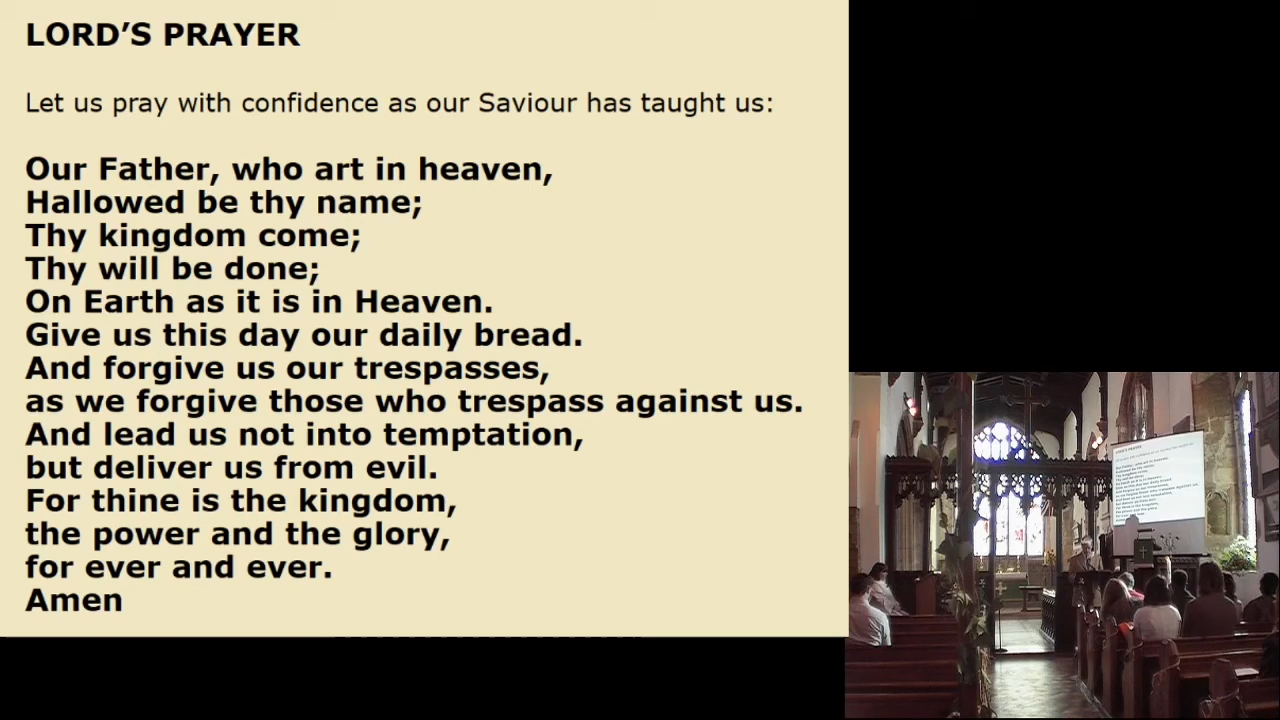 LORD’S PRAYER
Let us pray with confidence as our Saviour has taught us:
Our Father, who art in heaven,
Hallowed be thy name;
Thy kingdom come;
Thy will be done;
On Earth as it is in Heaven.
Give us this day our daily bread.
And forgive us our trespasses,
as we forgive those who trespass against us.
And lead us not into temptation,
but deliver us from evil.
For thine is the kingdom,
the power and the glory,
for ever and ever.
Amen